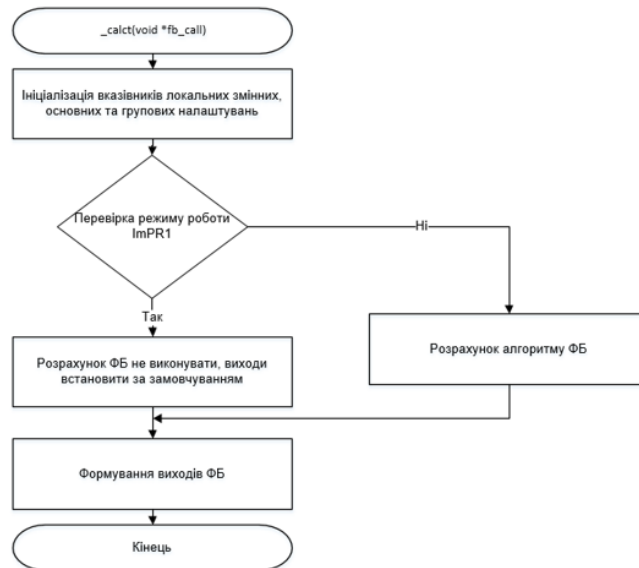 _calct(void *fb_call)
Ініціалізація вказівників локальних змінних,
основних та групових налаштувань
Перевірка режиму роботи
ImPR1
Ні
Так
Розрахунок ФБ не виконувати, виходи
встановити за замовчуванням
Розрахунок алгоритму ФБ
Формування виходів ФБ
Кінець